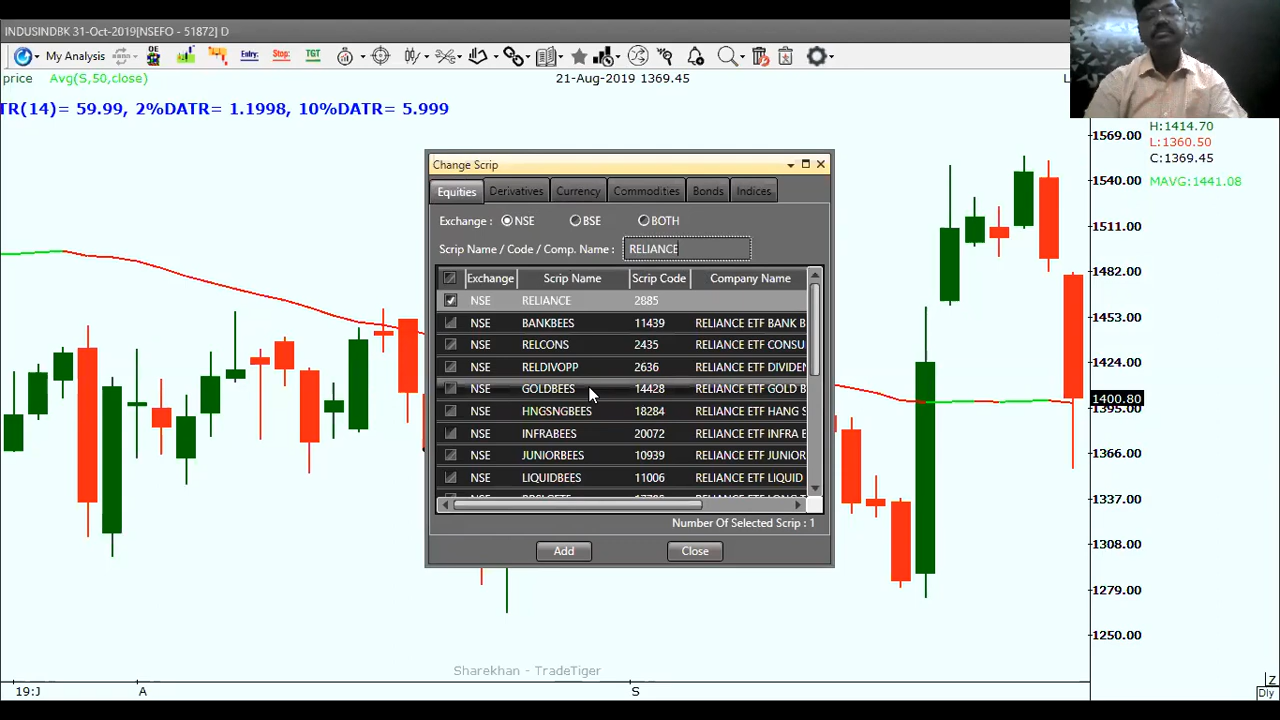 INDUSINDBK 31-Oct-2019[NSEFO - 51872] D
My Analysis OE Entry: Stop: TGT
price Avg(S,50,close) 21-Aug-2019 1369.45
TR(14)= 59.99, 2%DATR= 1.1998, 10%DATR= 5.999
H:1414.70
L:1360.50
C:1369.45
MAVG:1441.08
1569.00
1540.00
1511.00
1482.00
1453.00
1424.00
1400.80
1395.00
1366.00
1337.00
1308.00
1279.00
1250.00
Change Scrip
Equities Derivatives Currency Commodities Bonds Indices
Exchange : NSE BSE BOTH
Scrip Name / Code / Comp. Name : RELIANCE
Exchange Scrip Name Scrip Code Company Name
NSE RELIANCE 2885
NSE BANKBEES 11439 RELIANCE ETF BANK B
NSE RELCONS 2435 RELIANCE ETF CONSU
NSE RELDIVOPP 2636 RELIANCE ETF DIVIDEN
NSE GOLDBEES 14428 RELIANCE ETF GOLD B
NSE HNGSNGBEES 18284 RELIANCE ETF HANG S
NSE INFRABEES 20072 RELIANCE ETF INFRA E
NSE JUNIORBEES 10939 RELIANCE ETF JUNIOR
NSE LIQUIDBEES 11006 RELIANCE ETF LIQUID
Number Of Selected Scrip : 1
Add Close
Sharekhan - TradeTiger
19:J A S
Z
Dly